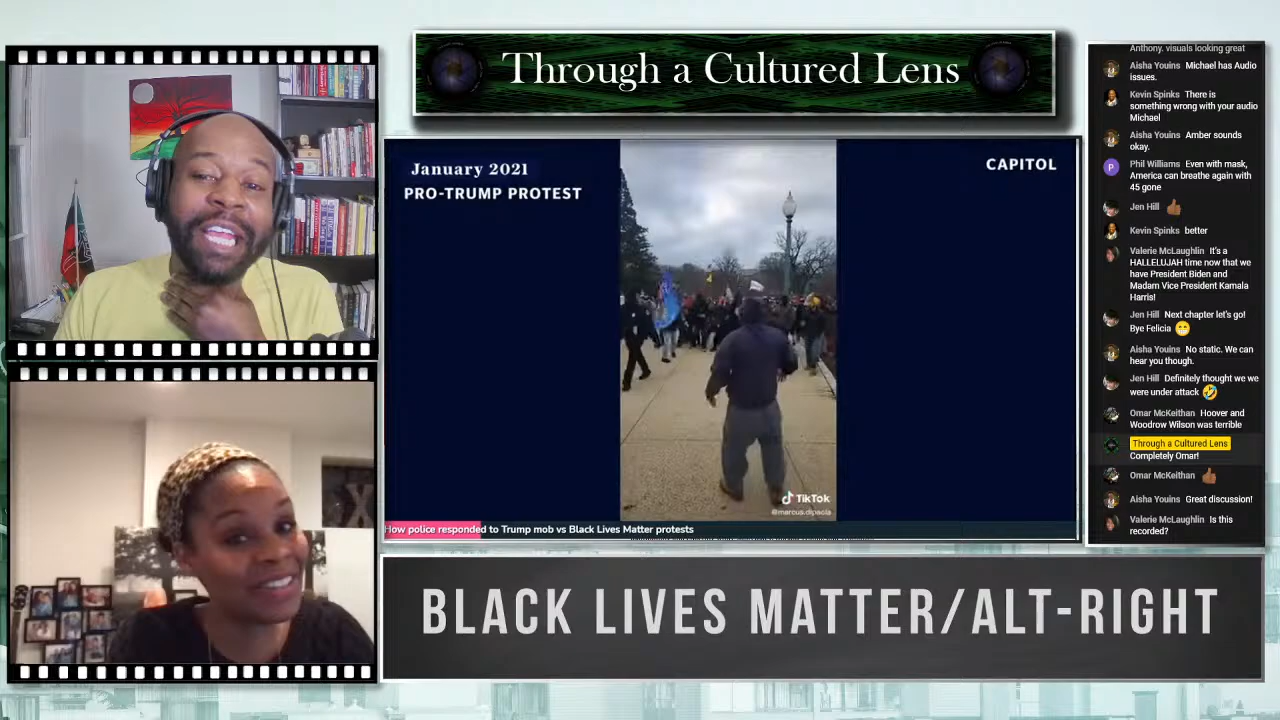 Through a Cultured Lens
January 2021
PRO-TRUMP PROTEST
CAPITOL
TikTok
@marcus.dipaola
How police responded to Trump mob vs Black Lives Matter protests
BLACK LIVES MATTER/ALT-RIGHT
Anthony. visuals looking great
Aisha Youins Michael has Audio
issues.
Kevin Spinks There is
something wrong with your audio
Michael
Aisha Youins Amber sounds
okay.
P
Phil Williams Even with mask,
America can breathe again with
45 gone
Jen Hill 👍🏾
Kevin Spinks better
Valerie McLaughlin It's a
HALLELUJAH time now that we
have President Biden and
Madam Vice President Kamala
Harris!
Jen Hill Next chapter let's go!
Bye Felicia 😁
Aisha Youins No static. We can
hear you though.
Jen Hill Definitely thought we we
were under attack 🤣
Omar McKeithan Hoover and
Woodrow Wilson was terrible
Through a Cultured Lens
Completely Omar!
Omar McKeithan 👍🏾
Aisha Youins Great discussion!
Valerie McLaughlin Is this
recorded?